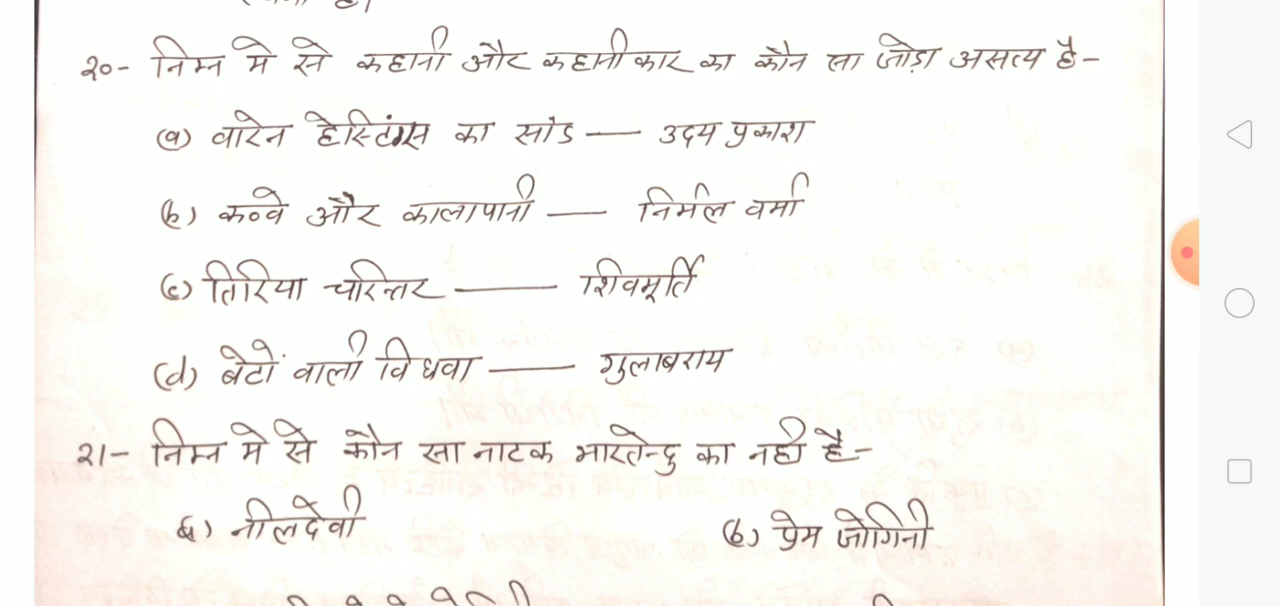 २०- निम्न मे से कहानी और कहानीकार का कौन सा जोड़ा असत्य है-
(a) वारेन हेस्टिंग्स का सांड — उदय प्रकाश
(b) कव्वे और कालापानी — निर्मल वर्मा
(c) तिरिया चरित्तर — शिवमूर्ति
(d) बेटों वाली विधवा — गुलाबराय
२१- निम्न मे से कौन सा नाटक भारतेन्दु का नही है-
(a) नीलदेवी (b) प्रेम जोगिनी